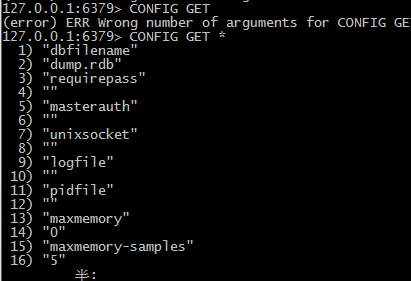 127.0.0.1:6379> CONFIG GET
(error) ERR Wrong number of arguments for CONFIG GE
127.0.0.1:6379> CONFIG GET *
1) "dbfilename"
2) "dump.rdb"
3) "requirepass"
4) ""
5) "masterauth"
6) ""
7) "unixsocket"
8) ""
9) "logfile"
10) ""
11) "pidfile"
12) ""
13) "maxmemory"
14) "0"
15) "maxmemory-samples"
16) "5"
半: